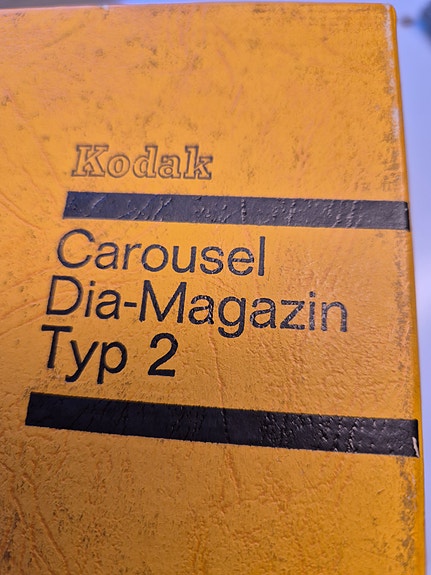 Kodak
Carousel
Dia-Magazin
Typ 2